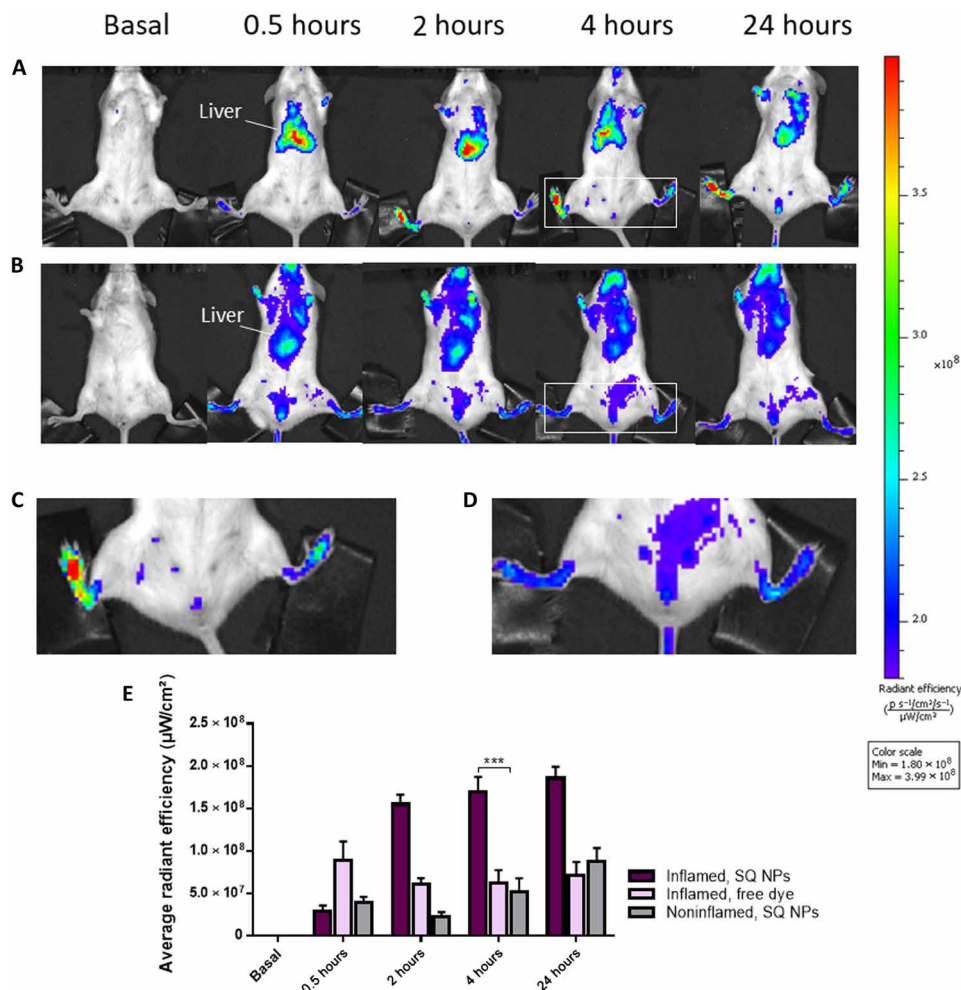 Basal 0.5 hours 2 hours 4 hours 24 hours
A
Liver
B
Liver
3.5
3.0
×10⁸
2.5
2.0
Radiant efficiency
(p s⁻¹/cm²/s⁻¹
µW/cm²)
Color scale
Min = 1.80 × 10⁸
Max = 3.99 × 10⁸
C D
E
Average radiant efficiency (µW/cm²)
2.5 × 10⁸
2.0 × 10⁸
1.5 × 10⁸
1.0 × 10⁸
5.0 × 10⁷
0
***
Basal 0.5 hours 2 hours 4 hours 24 hours
Inflamed, SQ NPs
Inflamed, free dye
Noninflamed, SQ NPs